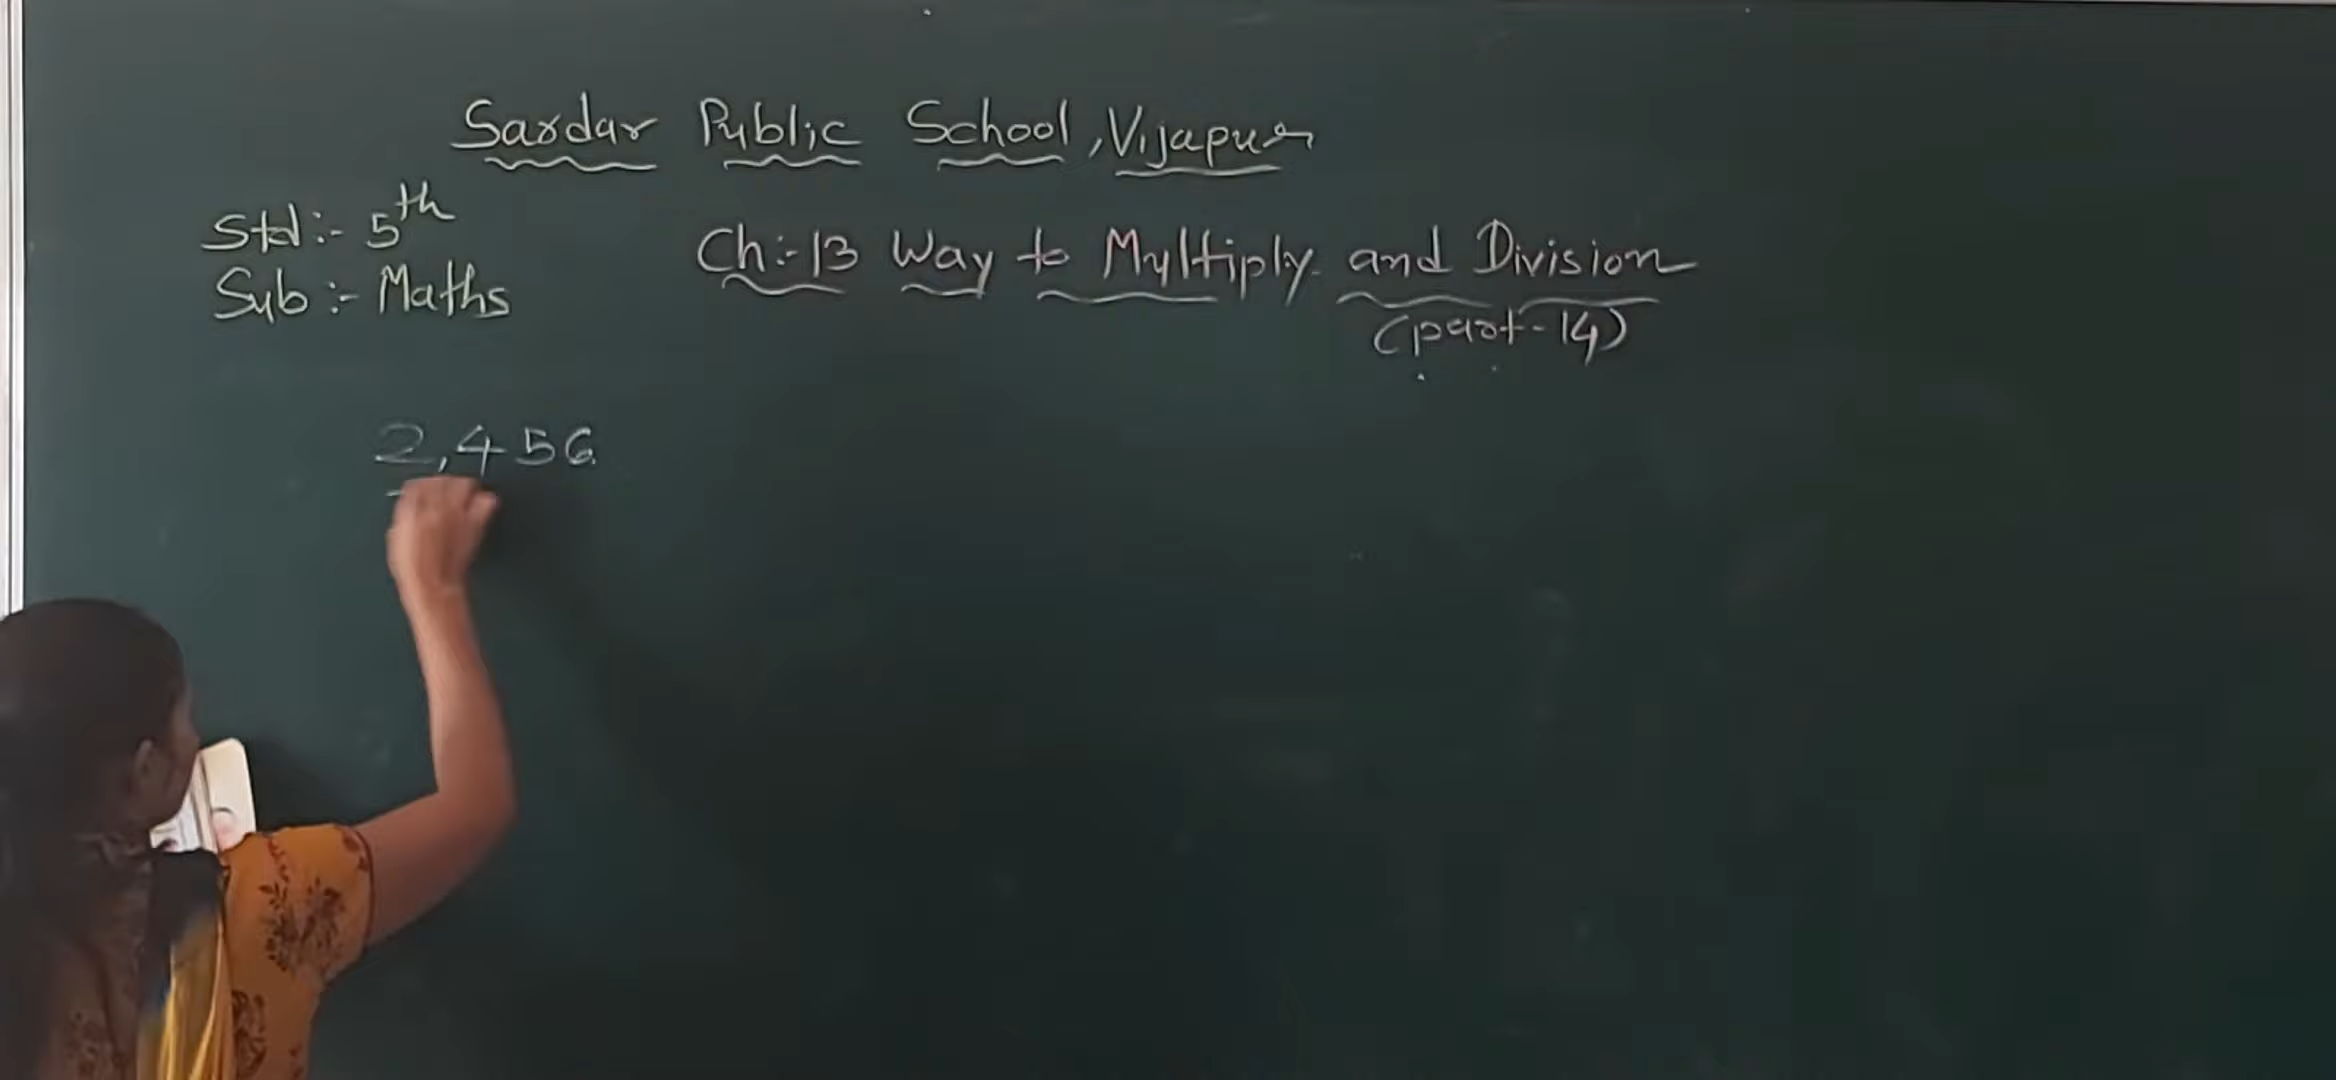 Sardar Public School, Vijapur
Std:- 5th
Sub:- Maths
Ch:-13 Way to Multiply and Division
(part-14)
2,456